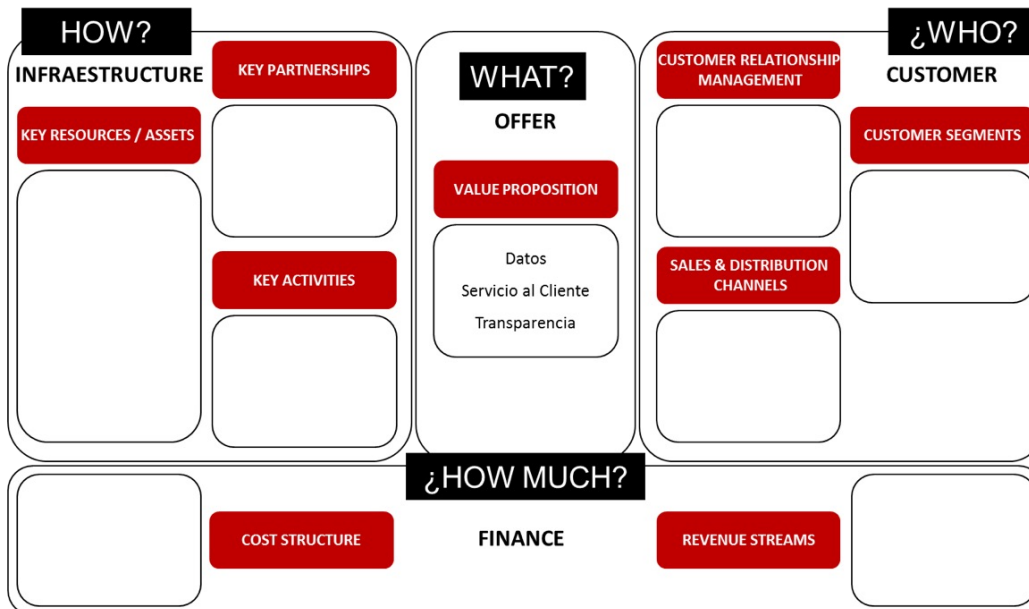 HOW?
INFRAESTRUCTURE
KEY PARTNERSHIPS
KEY RESOURCES / ASSETS
KEY ACTIVITIES
WHAT?
OFFER
VALUE PROPOSITION
Datos
Servicio al Cliente
Transparencia
¿WHO?
CUSTOMER
CUSTOMER RELATIONSHIP
MANAGEMENT
CUSTOMER SEGMENTS
SALES & DISTRIBUTION
CHANNELS
¿HOW MUCH?
COST STRUCTURE
FINANCE
REVENUE STREAMS